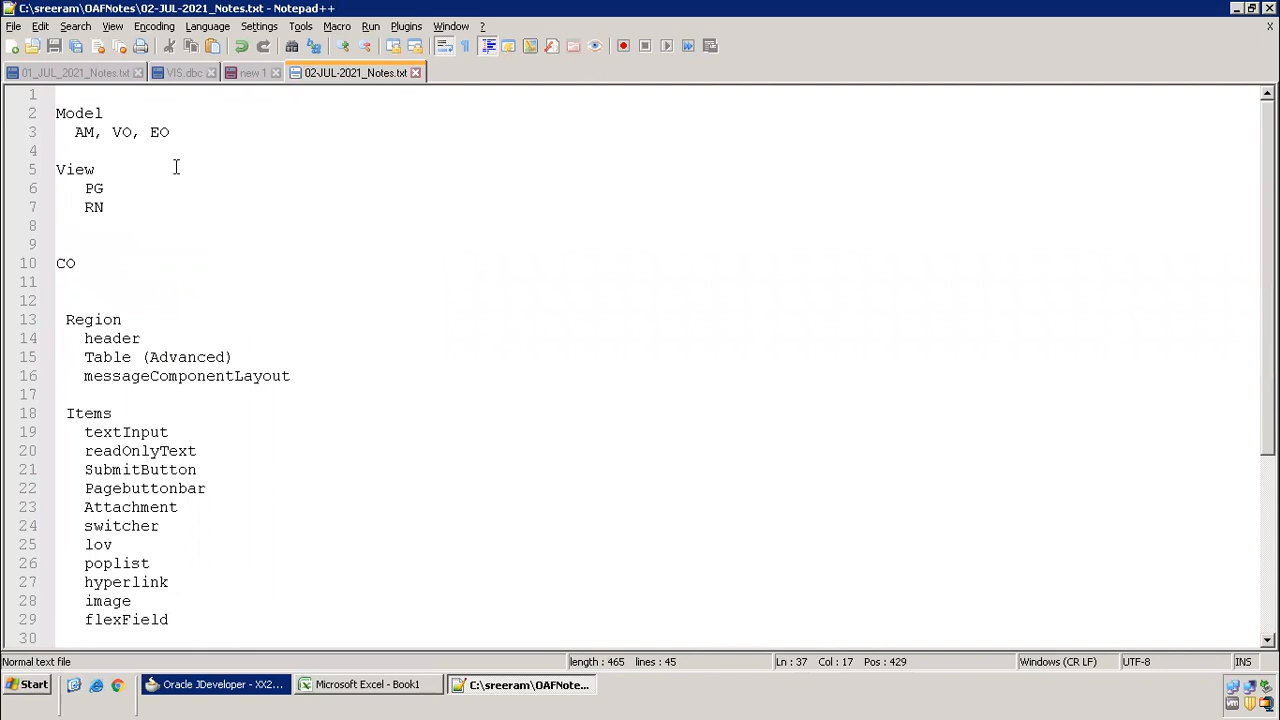 C:\sreeram\OAFNotes\02-JUL-2021_Notes.txt - Notepad++
File Edit Search View Encoding Language Settings Tools Macro Run Plugins Window ? X
01_JUL_2021_Notes.txt VIS.dbc new 1 02-JUL-2021_Notes.txt
1
2 Model
3 AM, VO, EO
4
5 View
6 PG
7 RN
8
9
10 CO
11
12
13 Region
14 header
15 Table (Advanced)
16 messageComponentLayout
17
18 Items
19 textInput
20 readOnlyText
21 SubmitButton
22 Pagebuttonbar
23 Attachment
24 switcher
25 lov
26 poplist
27 hyperlink
28 image
29 flexField
30
Normal text file length : 465 lines : 45 Ln : 37 Col : 17 Pos : 429 Windows (CR LF) UTF-8 INS
Start Oracle JDeveloper - XX2... Microsoft Excel - Book1 C:\sreeram\OAFNote...